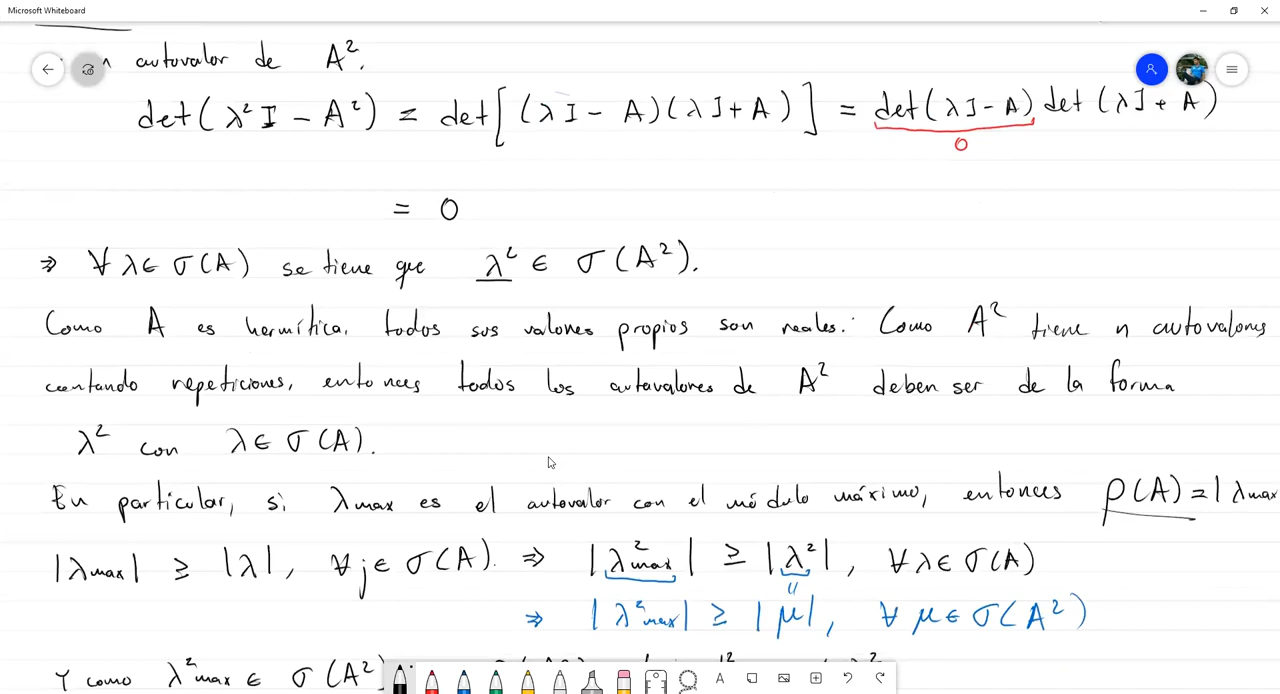 Microsoft Whiteboard
autovalor de A².
det(λ²I - A²) = det[(λI - A)(λI + A)] = det(λI - A) det(λI + A)
0
= 0
⇒ ∀ λ ∈ σ(A) se tiene que λ² ∈ σ(A²).
Como A es hermítica, todos sus valores propios son reales. Como A² tiene n autovalores
contando repeticiones, entonces todos los autovalores de A² deben ser de la forma
λ² con λ ∈ σ(A).
En particular, si λmax es el autovalor con el módulo máximo, entonces ρ(A) = |λmax
|λmax| ≥ |λ|, ∀ j ∈ σ(A). ⇒ |λ²max| ≥ |λ²|, ∀ λ ∈ σ(A)
⇒ |λ²max| ≥ |μ|, ∀ μ ∈ σ(A²)
Y como λ²max ∈ σ(A²)